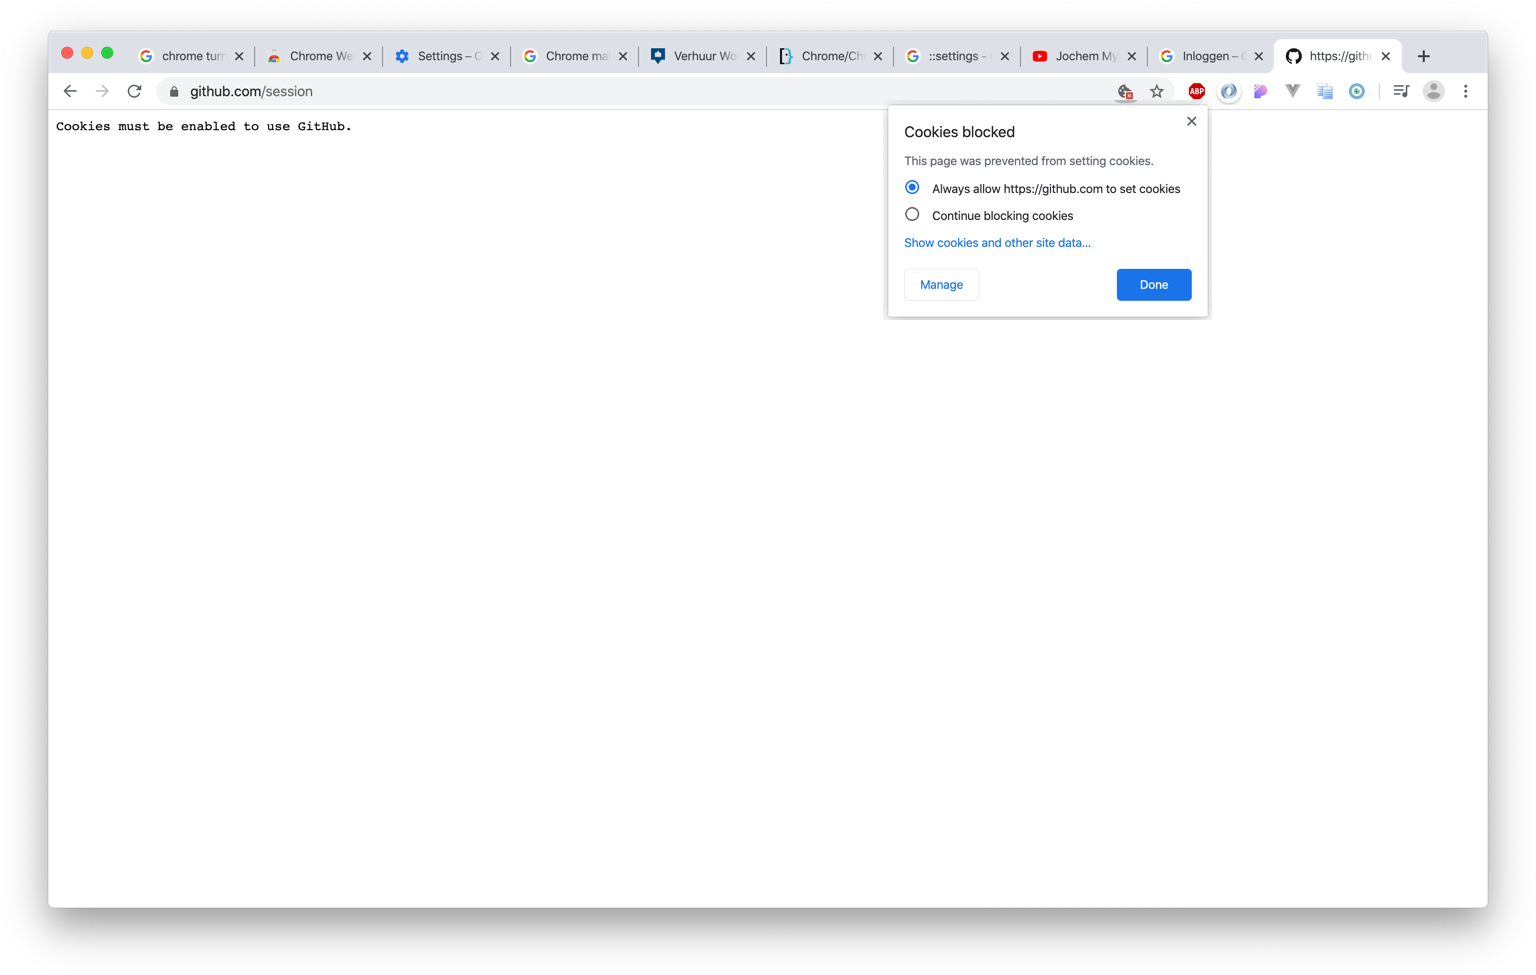 chrome turn
Chrome We
Settings – C
Chrome ma
Verhuur Wo
Chrome/Ch
::settings -
Jochem My
Inloggen –
https://gith
github.com/session
ABP
Cookies must be enabled to use GitHub.
Cookies blocked
This page was prevented from setting cookies.
Always allow https://github.com to set cookies
Continue blocking cookies
Show cookies and other site data...
Manage
Done